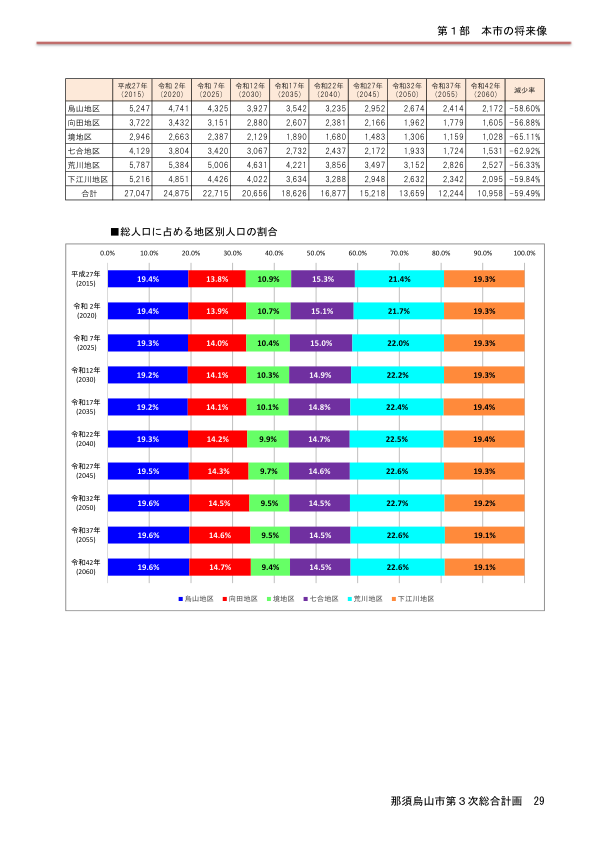 第１部　本市の将来像
平成27年 令和 2年 令和 7年 令和12年 令和17年 令和22年 令和27年 令和32年 令和37年 令和42年 減少率
(2015) (2020) (2025) (2030) (2035) (2040) (2045) (2050) (2055) (2060)
烏山地区 5,247 4,741 4,325 3,927 3,542 3,235 2,952 2,674 2,414 2,172 -58.60%
向田地区 3,722 3,432 3,151 2,880 2,607 2,381 2,166 1,962 1,779 1,605 -56.88%
境地区 2,946 2,663 2,387 2,129 1,890 1,680 1,483 1,306 1,159 1,028 -65.11%
七合地区 4,129 3,804 3,420 3,067 2,732 2,437 2,172 1,933 1,724 1,531 -62.92%
荒川地区 5,787 5,384 5,006 4,631 4,221 3,856 3,497 3,152 2,826 2,527 -56.33%
下江川地区 5,216 4,851 4,426 4,022 3,634 3,288 2,948 2,632 2,342 2,095 -59.84%
合計 27,047 24,875 22,715 20,656 18,626 16,877 15,218 13,659 12,244 10,958 -59.49%
■総人口に占める地区別人口の割合
0.0% 10.0% 20.0% 30.0% 40.0% 50.0% 60.0% 70.0% 80.0% 90.0% 100.0%
平成27年
(2015)
19.4% 13.8% 10.9% 15.3% 21.4% 19.3%
令和 2年
(2020)
19.4% 13.9% 10.7% 15.1% 21.7% 19.3%
令和 7年
(2025)
19.3% 14.0% 10.4% 15.0% 22.0% 19.3%
令和12年
(2030)
19.2% 14.1% 10.3% 14.9% 22.2% 19.3%
令和17年
(2035)
19.2% 14.1% 10.1% 14.8% 22.4% 19.4%
令和22年
(2040)
19.3% 14.2% 9.9% 14.7% 22.5% 19.4%
令和27年
(2045)
19.5% 14.3% 9.7% 14.6% 22.6% 19.3%
令和32年
(2050)
19.6% 14.5% 9.5% 14.5% 22.7% 19.2%
令和37年
(2055)
19.6% 14.6% 9.5% 14.5% 22.6% 19.1%
令和42年
(2060)
19.6% 14.7% 9.4% 14.5% 22.6% 19.1%
■烏山地区 ■向田地区 ■境地区 ■七合地区 ■荒川地区 ■下江川地区
那須烏山市第３次総合計画　29